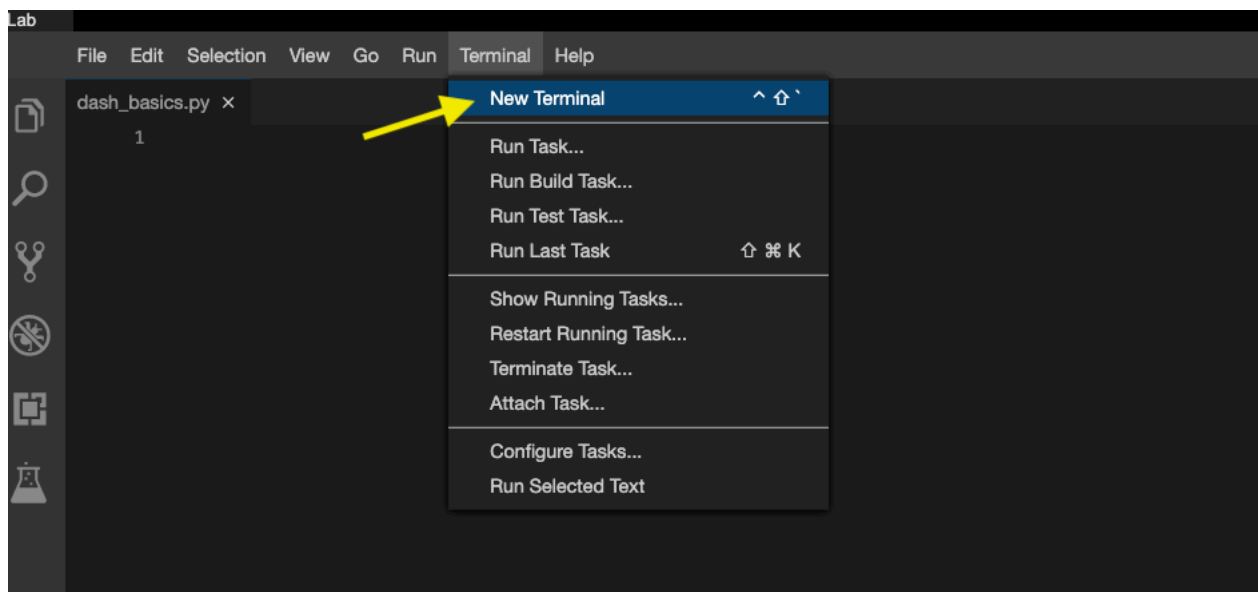 Lab
File Edit Selection View Go Run Terminal Help
dash_basics.py ×
1
New Terminal ^ ⇧ `
Run Task...
Run Build Task...
Run Test Task...
Run Last Task ⇧ ⌘ K
Show Running Tasks...
Restart Running Task...
Terminate Task...
Attach Task...
Configure Tasks...
Run Selected Text